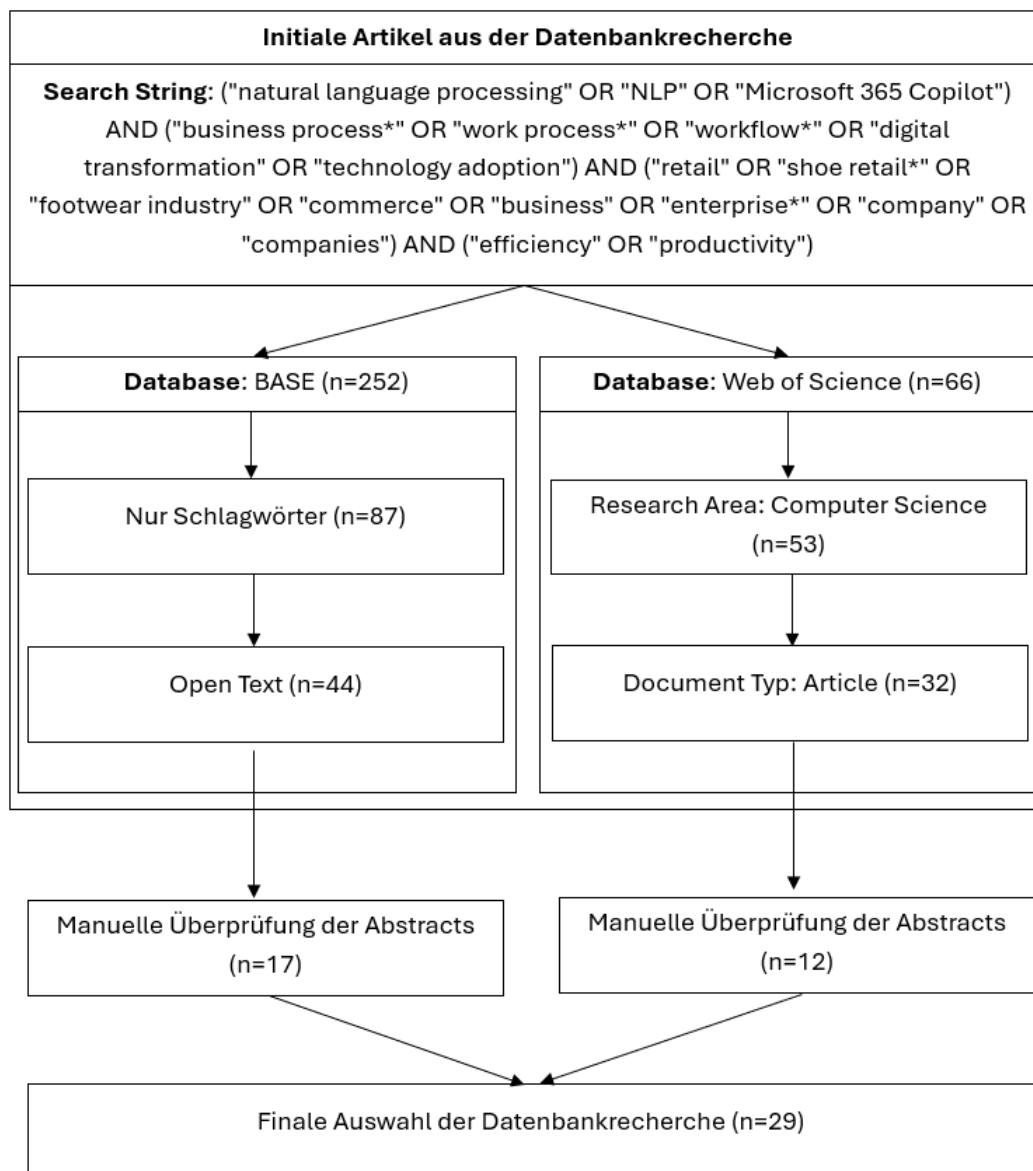 Initiale Artikel aus der Datenbankrecherche
Search String: ("natural language processing" OR "NLP" OR "Microsoft 365 Copilot")
AND ("business process*" OR "work process*" OR "workflow*" OR "digital
transformation" OR "technology adoption") AND ("retail" OR "shoe retail*" OR
"footwear industry" OR "commerce" OR "business" OR "enterprise*" OR "company" OR
"companies") AND ("efficiency" OR "productivity")
Database: BASE (n=252)
Nur Schlagwörter (n=87)
Open Text (n=44)
Database: Web of Science (n=66)
Research Area: Computer Science
(n=53)
Document Typ: Article (n=32)
Manuelle Überprüfung der Abstracts
(n=17)
Manuelle Überprüfung der Abstracts
(n=12)
Finale Auswahl der Datenbankrecherche (n=29)